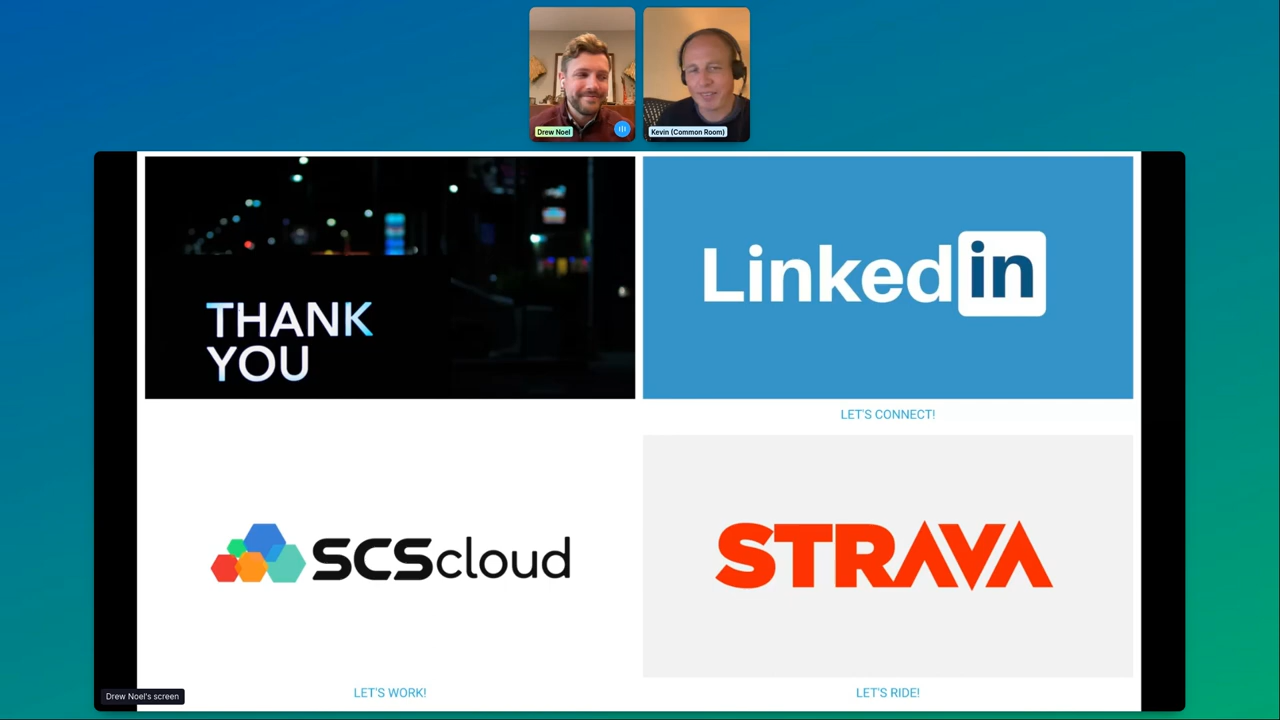 Drew Noel
Kevin (Common Room)
THANK
YOU
Linkedin
LET'S CONNECT!
SCScloud
STRAVA
Drew Noel's screen
LET'S WORK!
LET'S RIDE!